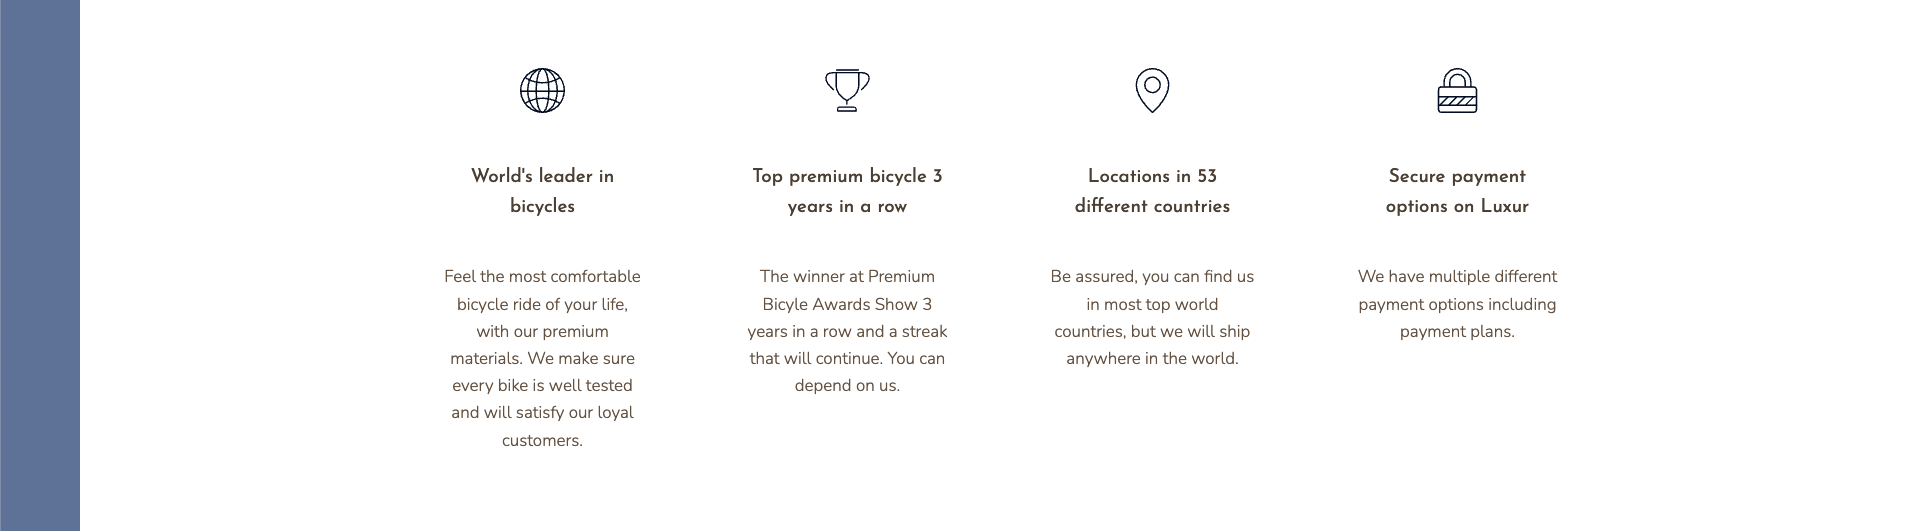 World's leader in
bicycles
Feel the most comfortable
bicycle ride of your life,
with our premium
materials. We make sure
every bike is well tested
and will satisfy our loyal
customers.
Top premium bicycle 3
years in a row
The winner at Premium
Bicyle Awards Show 3
years in a row and a streak
that will continue. You can
depend on us.
Locations in 53
different countries
Be assured, you can find us
in most top world
countries, but we will ship
anywhere in the world.
Secure payment
options on Luxur
We have multiple different
payment options including
payment plans.